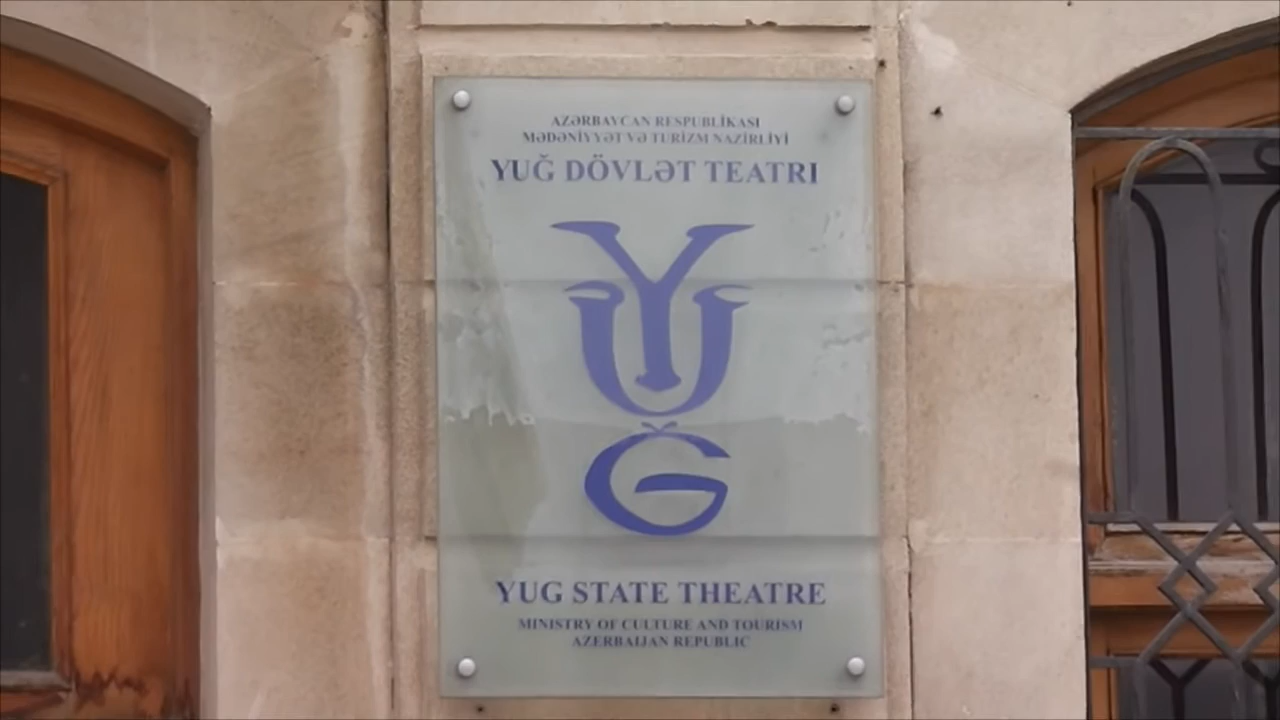 AZƏRBAYCAN RESPUBLİKASI
MƏDƏNİYYƏT VƏ TURİZM NAZİRLİYİ
YUĞ DÖVLƏT TEATRI
Y
U
Ğ
YUG STATE THEATRE
MINISTRY OF CULTURE AND TOURISM
AZERBAIJAN REPUBLIC